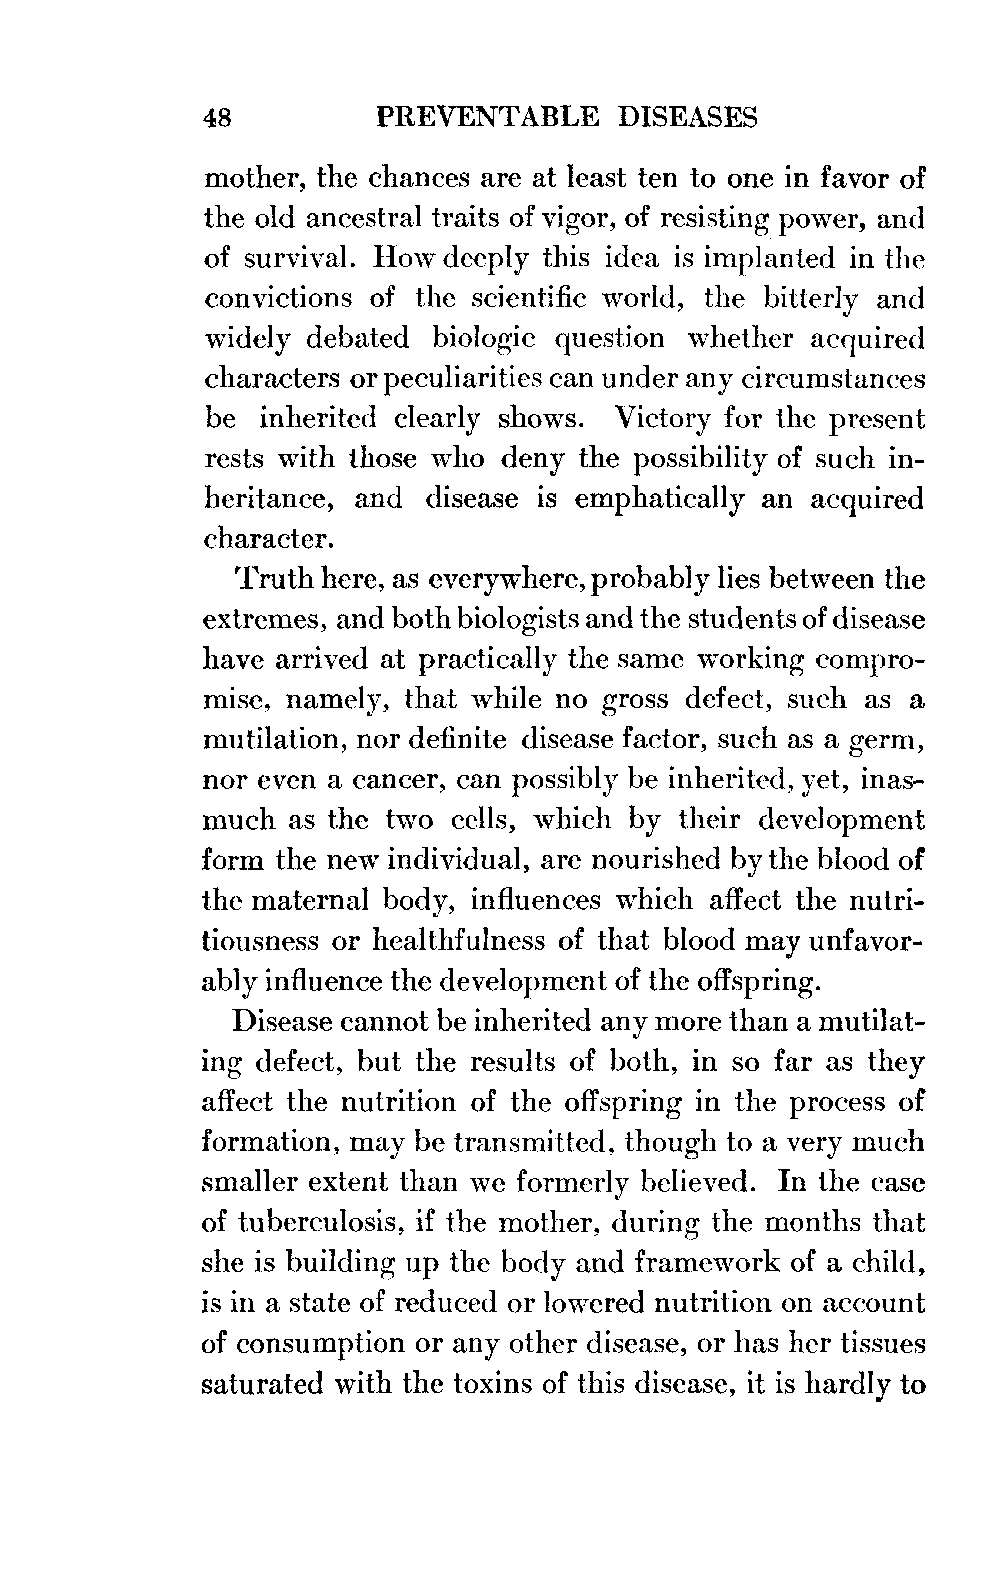 48 PREVENTABLE DISEASES
mother, the chances are at least ten to one in favor of
the old ancestral traits of vigor, of resisting power, and
of survival. How deeply this idea is implanted in the
convictions of the scientific world, the bitterly and
widely debated biologic question whether acquired
characters or peculiarities can under any circumstances
be inherited clearly shows. Victory for the present
rests with those who deny the possibility of such in-
heritance, and disease is emphatically an acquired
character.
Truth here, as everywhere, probably lies between the
extremes, and both biologists and the students of disease
have arrived at practically the same working compro-
mise, namely, that while no gross defect, such as a
mutilation, nor definite disease factor, such as a germ,
nor even a cancer, can possibly be inherited, yet, inas-
much as the two cells, which by their development
form the new individual, are nourished by the blood of
the maternal body, influences which affect the nutri-
tiousness or healthfulness of that blood may unfavor-
ably influence the development of the offspring.
Disease cannot be inherited any more than a mutilat-
ing defect, but the results of both, in so far as they
affect the nutrition of the offspring in the process of
formation, may be transmitted, though to a very much
smaller extent than we formerly believed. In the case
of tuberculosis, if the mother, during the months that
she is building up the body and framework of a child,
is in a state of reduced or lowered nutrition on account
of consumption or any other disease, or has her tissues
saturated with the toxins of this disease, it is hardly to